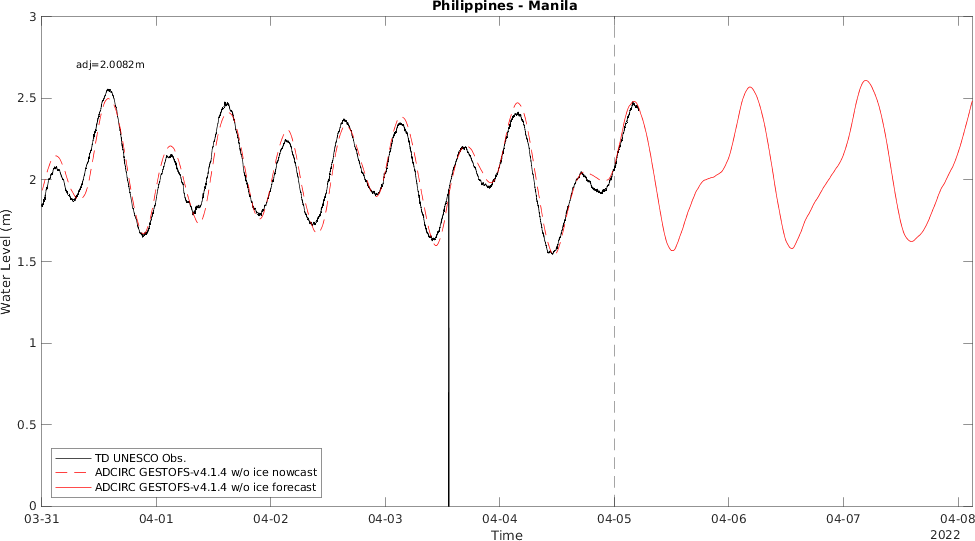 Philippines - Manila
adj=2.0082m
3
2.5
2
1.5
1
0.5
0
Water Level (m)
TD UNESCO Obs.
ADCIRC GESTOFS-v4.1.4 w/o ice nowcast
ADCIRC GESTOFS-v4.1.4 w/o ice forecast
03-31 04-01 04-02 04-03 04-04 04-05 04-06 04-07 04-08
Time
2022